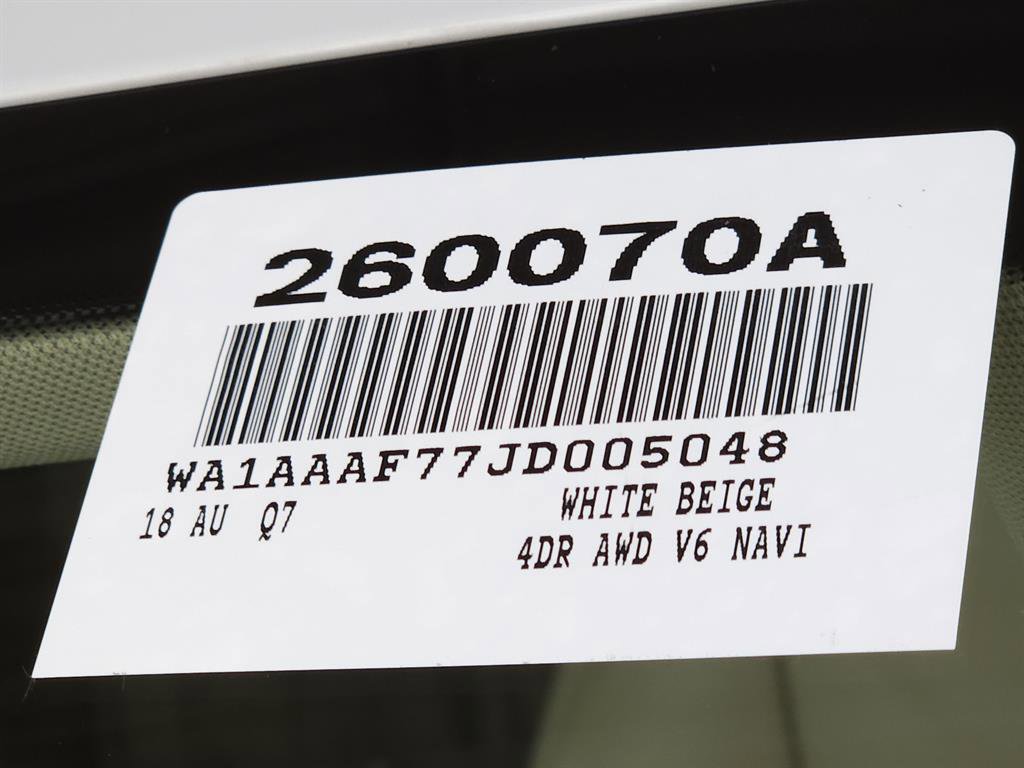 260070A
WA1AAAF77JD005048
18 AU Q7 WHITE BEIGE
4DR AWD V6 NAVI